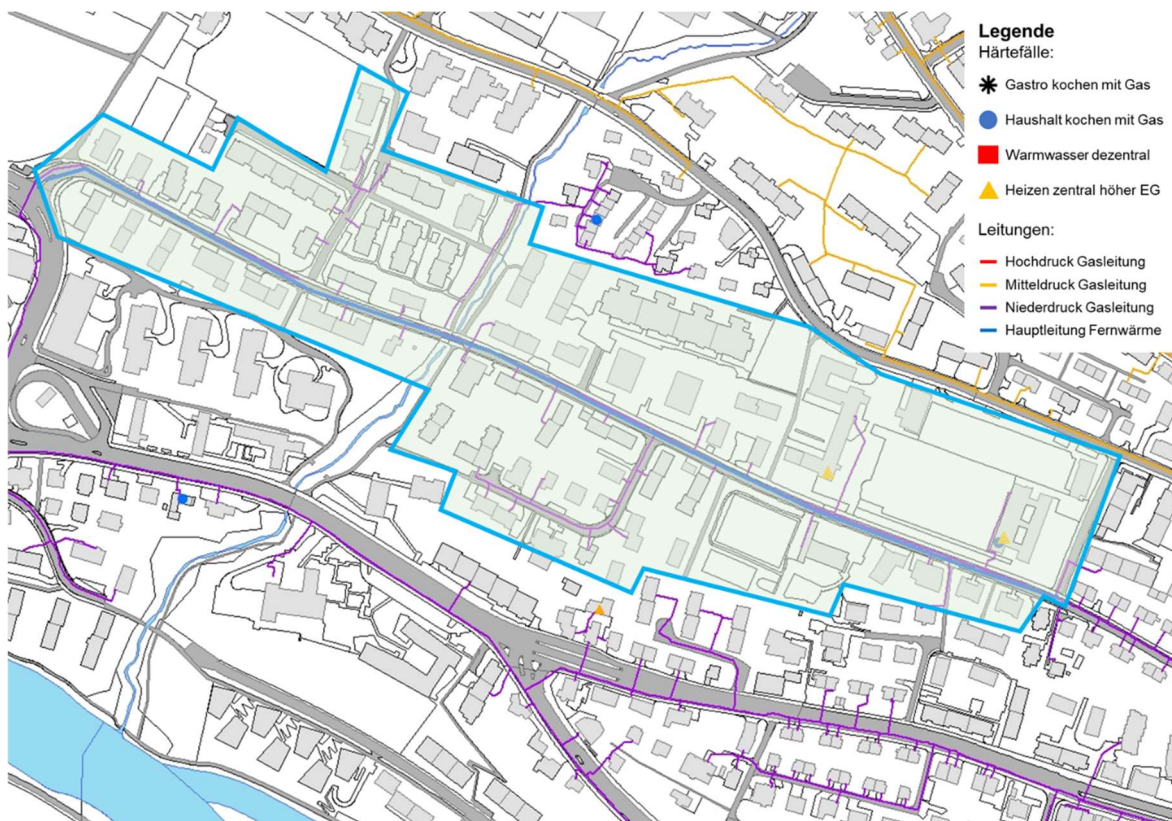 Legende
Härtefälle:
Gastro kochen mit Gas
Haushalt kochen mit Gas
Warmwasser dezentral
Heizen zentral höher EG
Leitungen:
Hochdruck Gasleitung
Mitteldruck Gasleitung
Niederdruck Gasleitung
Hauptleitung Fernwärme